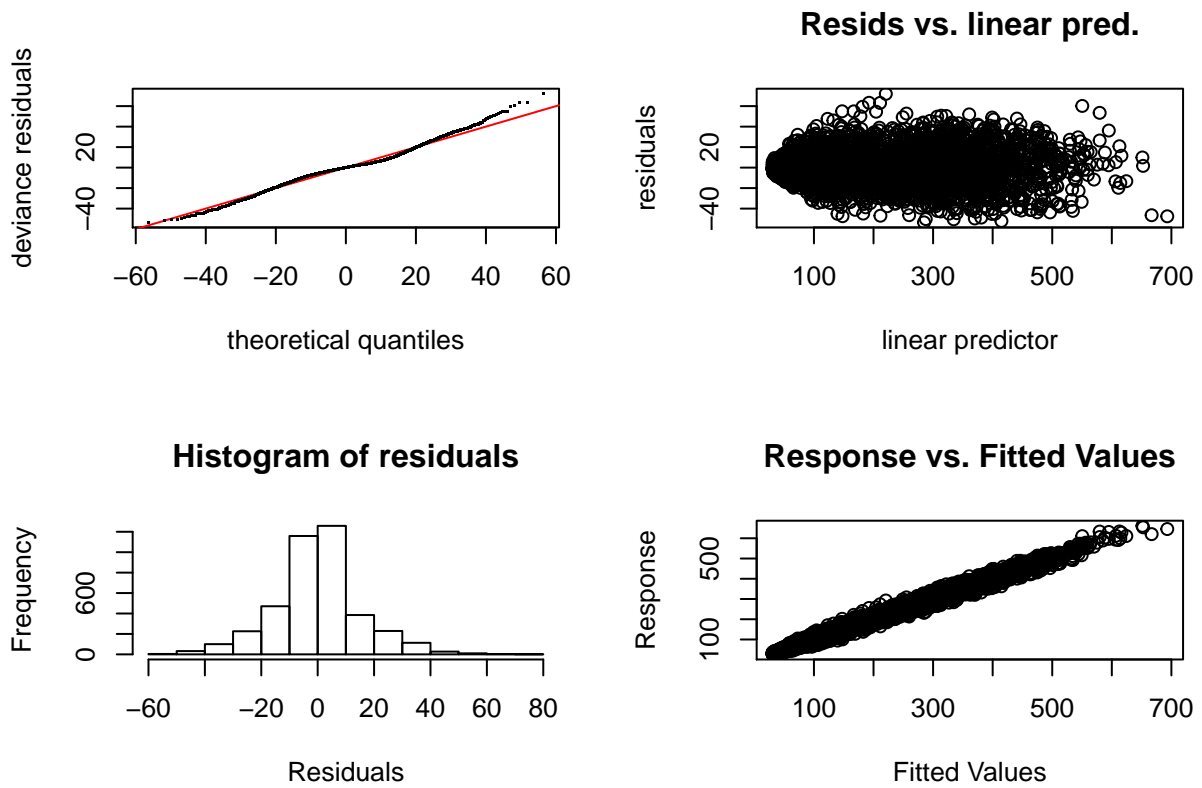 deviance residuals
20
−40
−60 −40 −20 0 20 40 60
theoretical quantiles
Resids vs. linear pred.
residuals
20
−40
100 300 500 700
linear predictor
Histogram of residuals
Frequency
600
0
−60 −20 0 20 40 60 80
Residuals
Response vs. Fitted Values
Response
500
100
100 300 500 700
Fitted Values